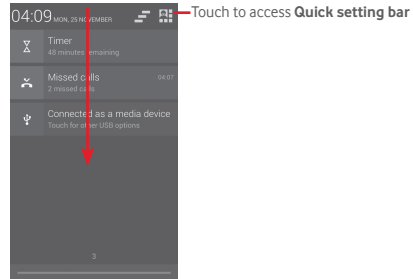 04:09 MON, 25 NOVEMBER
Touch to access Quick setting bar
Timer
48 minutes remaining
Missed calls 04:07
2 missed calls
Connected as a media device
Touch for other USB options
3